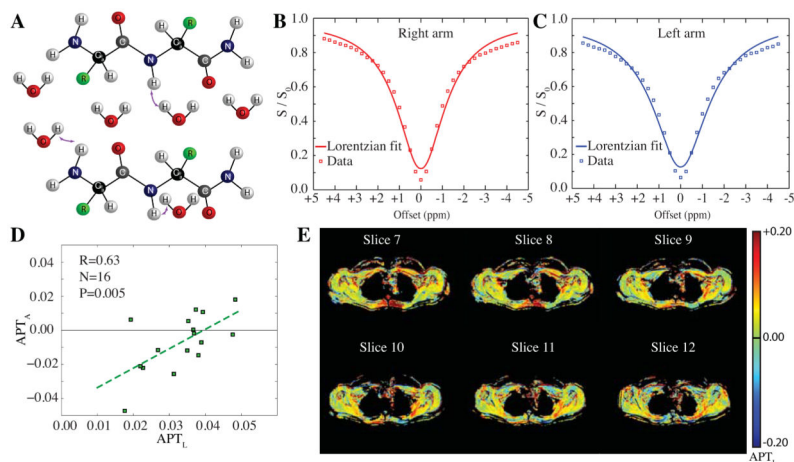 A
H
O
R
H
H
N
C
N
C
C
C
N
H
H
R
H
H
O
H
H
H
H
H
H
H
H
H
O
O
O
O
H
H
H
O
R
H
O
N
C
N
C
C
C
N
H
H
R
H
H
H
H
O
O
B
Right arm
S / S0
1.0
0.8
0.6
0.4
0.2
0.0
Lorentzian fit
Data
+5 +4 +3 +2 +1 0 -1 -2 -3 -4 -5
Offset (ppm)
C
Left arm
S / S0
1.0
0.8
0.6
0.4
0.2
0.0
Lorentzian fit
Data
+5 +4 +3 +2 +1 0 -1 -2 -3 -4 -5
Offset (ppm)
D
R=0.63
N=16
P=0.005
APTA
0.04
0.02
0.00
−0.02
−0.04
0.00 0.01 0.02 0.03 0.04 0.05
APTL
E
Slice 7 Slice 8 Slice 9
Slice 10 Slice 11 Slice 12
+0.20
0.00
-0.20